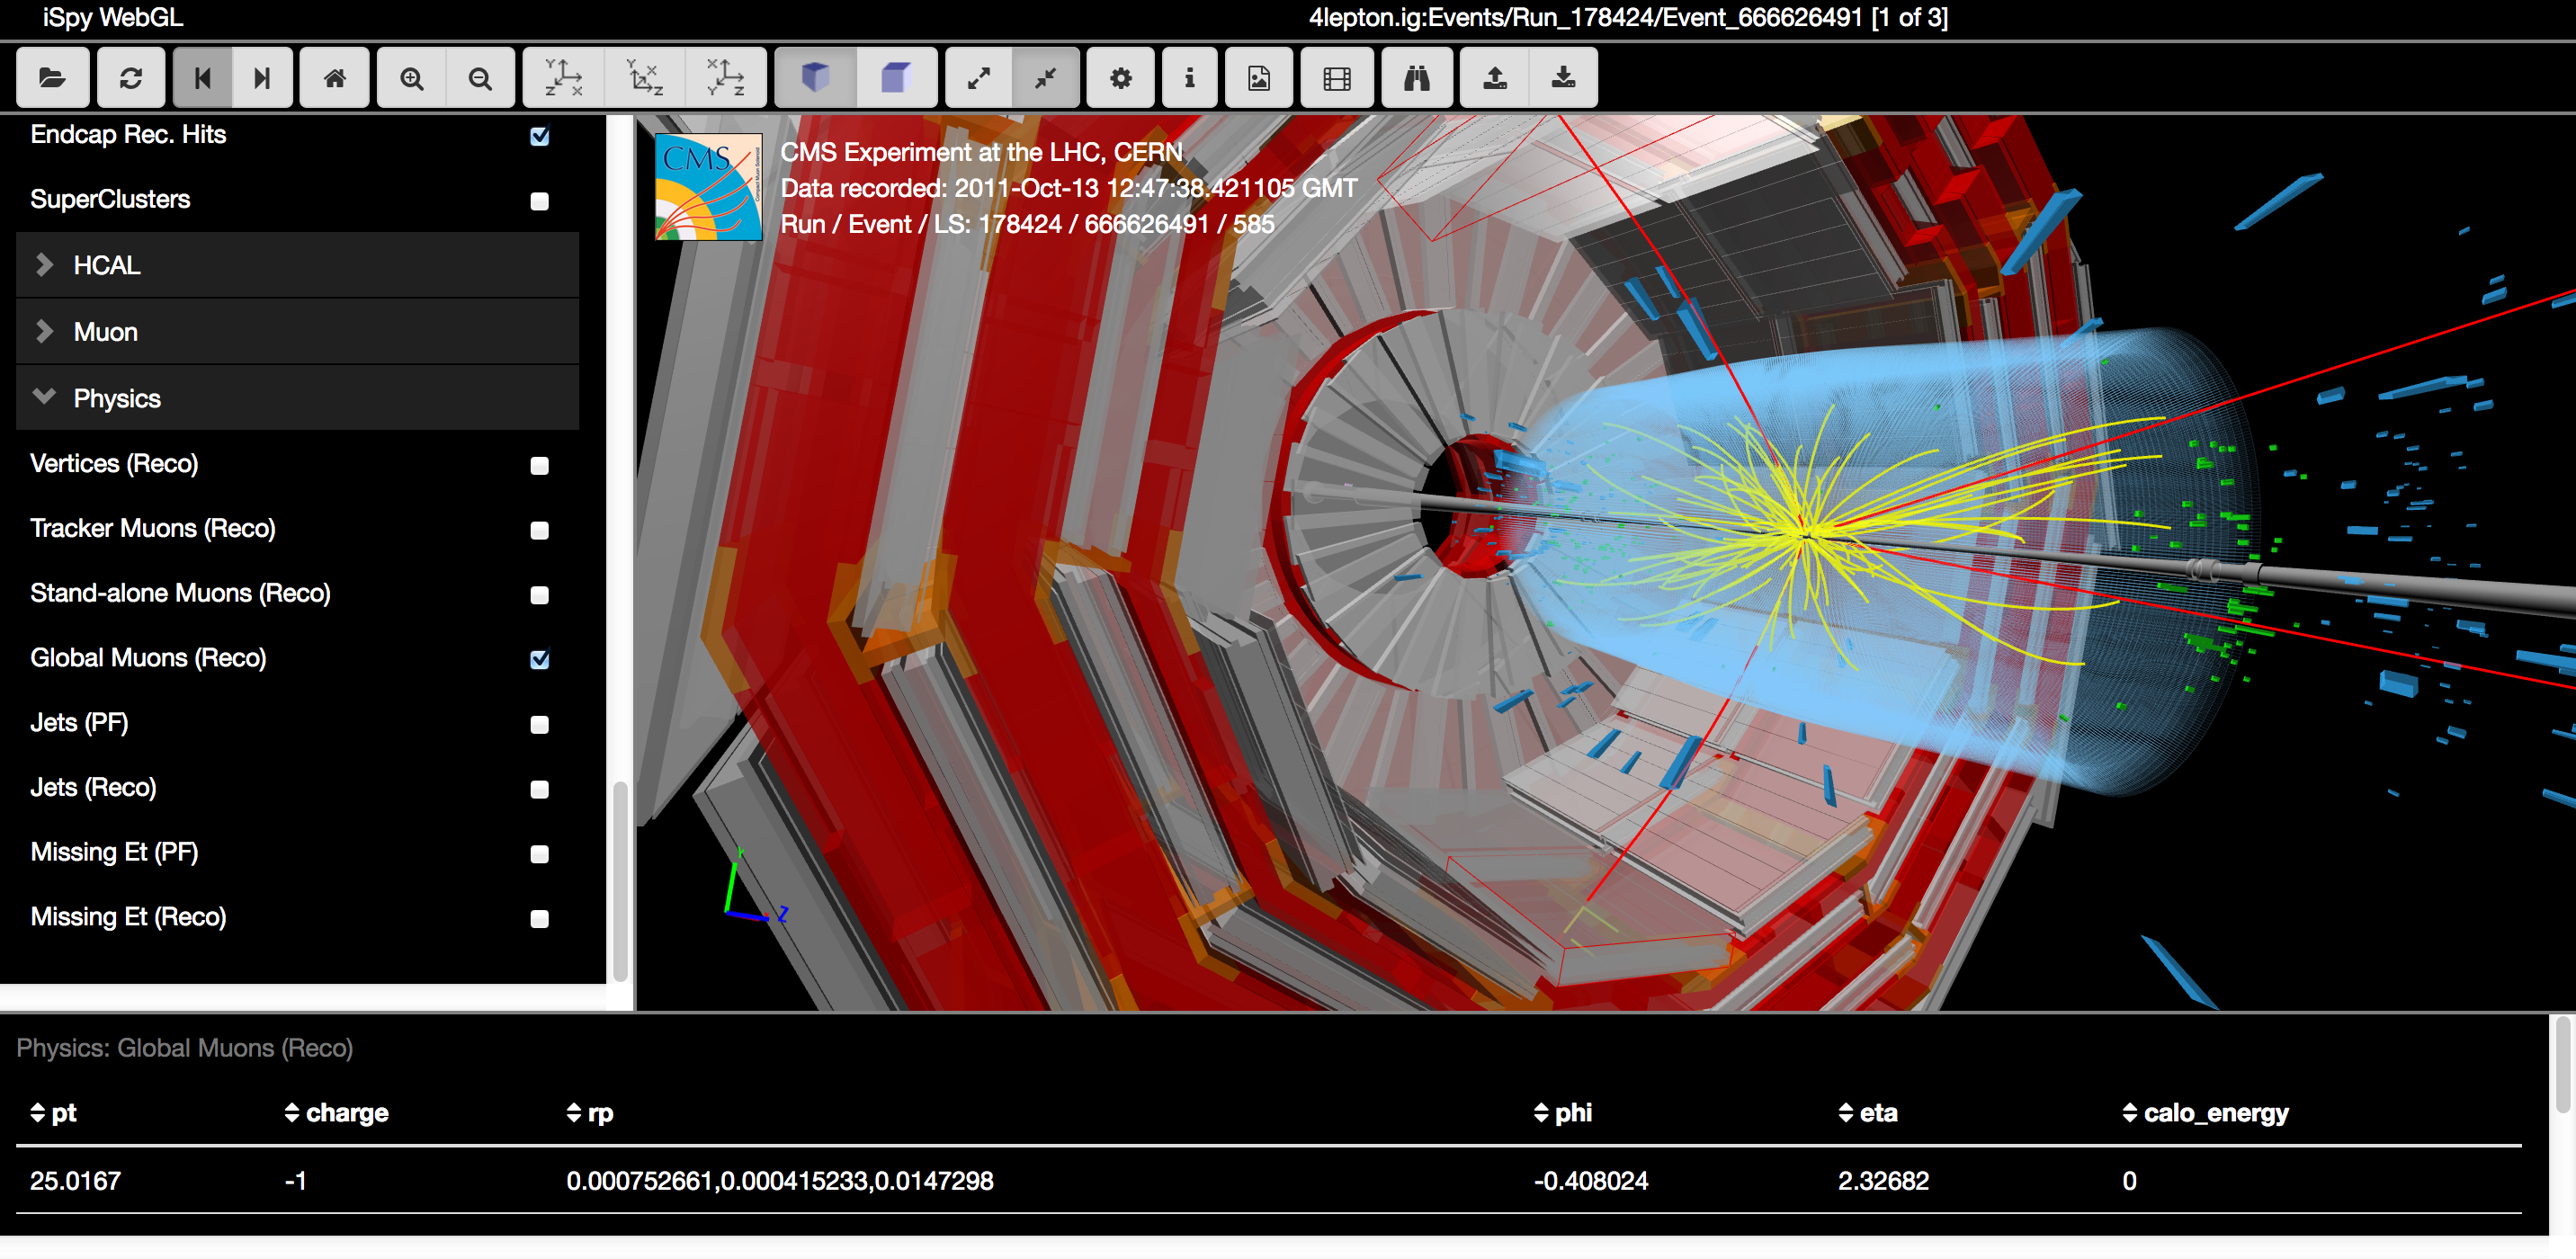 iSpy WebGL
4lepton.ig:Events/Run_178424/Event_666626491 [1 of 3]
Y Z X
Y X Z
X Y Z
Endcap Rec. Hits
SuperClusters
HCAL
Muon
Physics
Vertices (Reco)
Tracker Muons (Reco)
Stand-alone Muons (Reco)
Global Muons (Reco)
Jets (PF)
Jets (Reco)
Missing Et (PF)
Missing Et (Reco)
CMS
CMS Experiment at the LHC, CERN
Data recorded: 2011-Oct-13 12:47:38.421105 GMT
Run / Event / LS: 178424 / 666626491 / 585
Y
Z
Physics: Global Muons (Reco)
pt charge rp phi eta calo_energy
25.0167 -1 0.000752661,0.000415233,0.0147298 -0.408024 2.32682 0